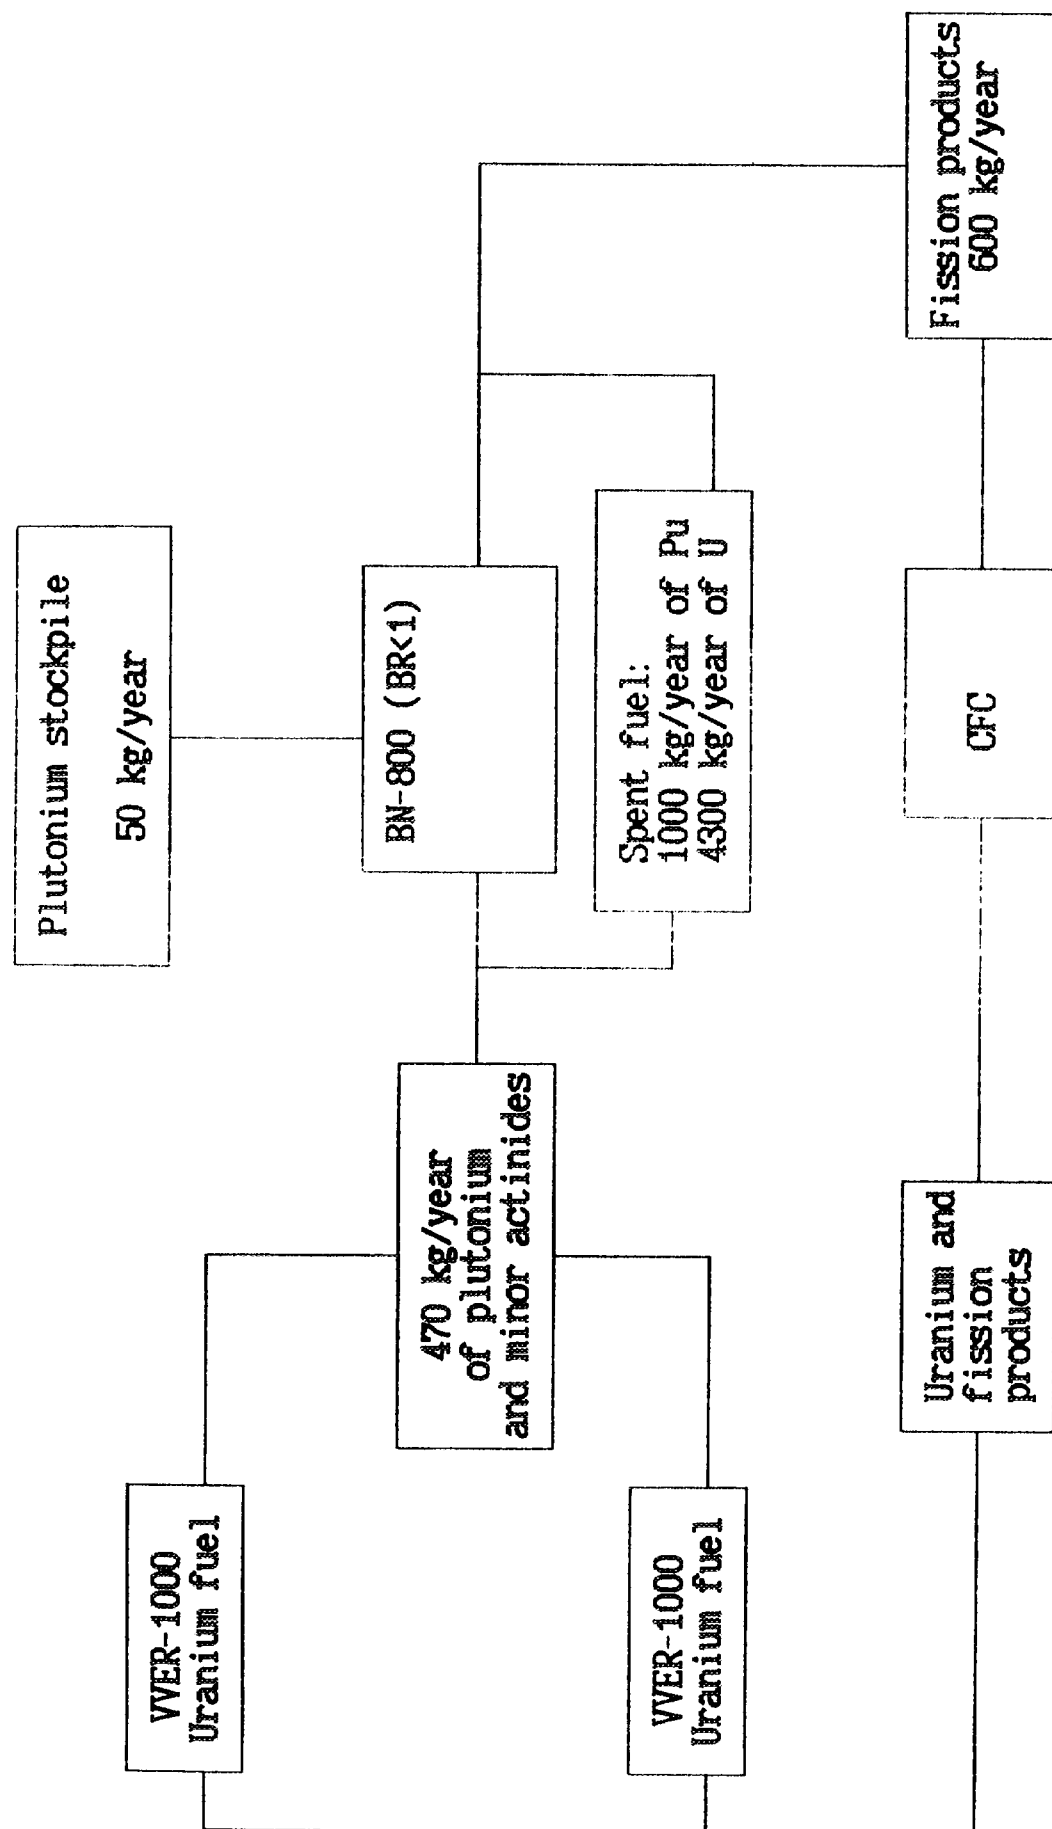 Plutonium stockpile
50 kg/year
VVER-1000
Uranium fuel
470 kg/year
of plutonium
and minor actinides
BN-800 (BR<1)
Spent fuel:
1000 kg/year of Pu
4300 kg/year of U
VVER-1000
Uranium fuel
Uranium and
fission
products
CFC
Fission products
600 kg/year